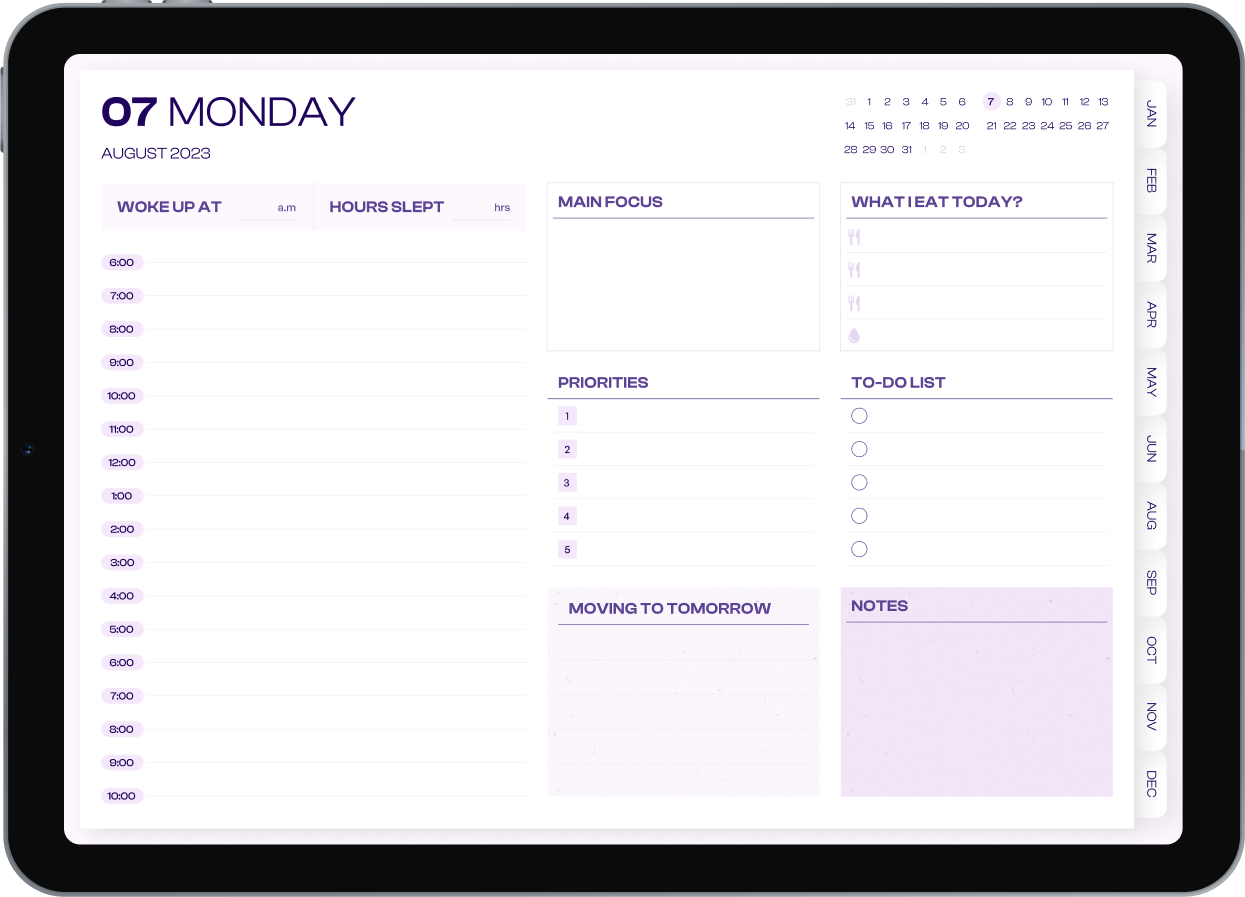 07 MONDAY
AUGUST 2023
31 1 2 3 4 5 6 7 8 9 10 11 12 13
14 15 16 17 18 19 20 21 22 23 24 25 26 27
28 29 30 31 1 2 3
WOKE UP AT a.m HOURS SLEPT hrs
6:00
7:00
8:00
9:00
10:00
11:00
12:00
1:00
2:00
3:00
4:00
5:00
6:00
7:00
8:00
9:00
10:00
MAIN FOCUS
WHAT I EAT TODAY?
PRIORITIES
1
2
3
4
5
TO-DO LIST
MOVING TO TOMORROW
NOTES
JAN
FEB
MAR
APR
MAY
JUN
AUG
SEP
OCT
NOV
DEC